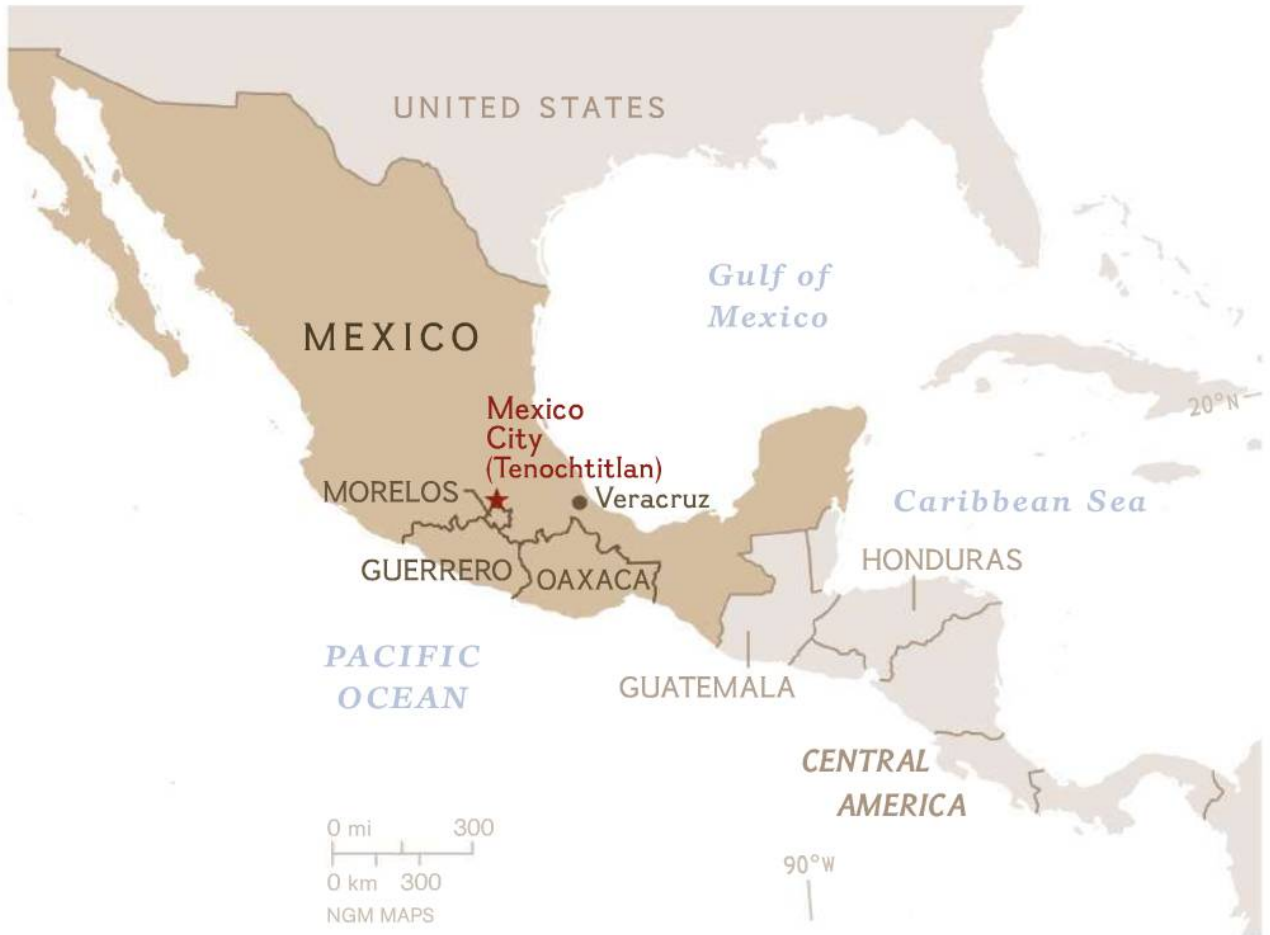 UNITED STATES
Gulf of
Mexico
MEXICO
20°N
Mexico
City
(Tenochtitlan)
MORELOS
Veracruz
Caribbean Sea
HONDURAS
GUERRERO
OAXACA
PACIFIC
OCEAN
GUATEMALA
CENTRAL
AMERICA
0 mi 300
0 km 300
90°W
NGM MAPS